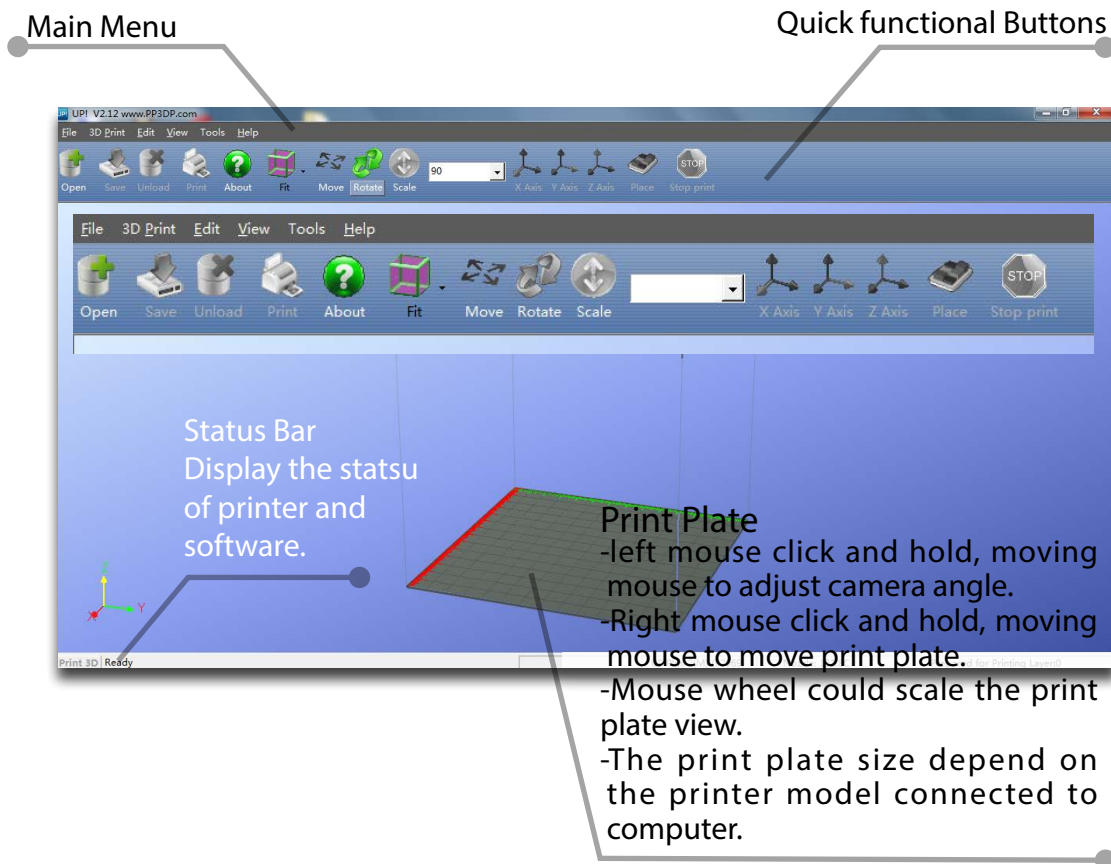 Main Menu
Quick functional Buttons
UP! V2.12 www.PP3DP.com
File 3D Print Edit View Tools Help
90
Open Save Unload Print About Fit Move Rotate Scale X Axis Y Axis Z Axis Place Stop print
STOP
File 3D Print Edit View Tools Help
STOP
Open Save Unload Print About Fit Move Rotate Scale X Axis Y Axis Z Axis Place Stop print
Status Bar
Display the statsu
of printer and
software.
Print Plate
-left mouse click and hold, moving
mouse to adjust camera angle.
-Right mouse click and hold, moving
mouse to move print plate.
-Mouse wheel could scale the print
plate view.
-The print plate size depend on
the printer model connected to
computer.
Z
X
Y
Print 3D Ready
for Printing Layer:0